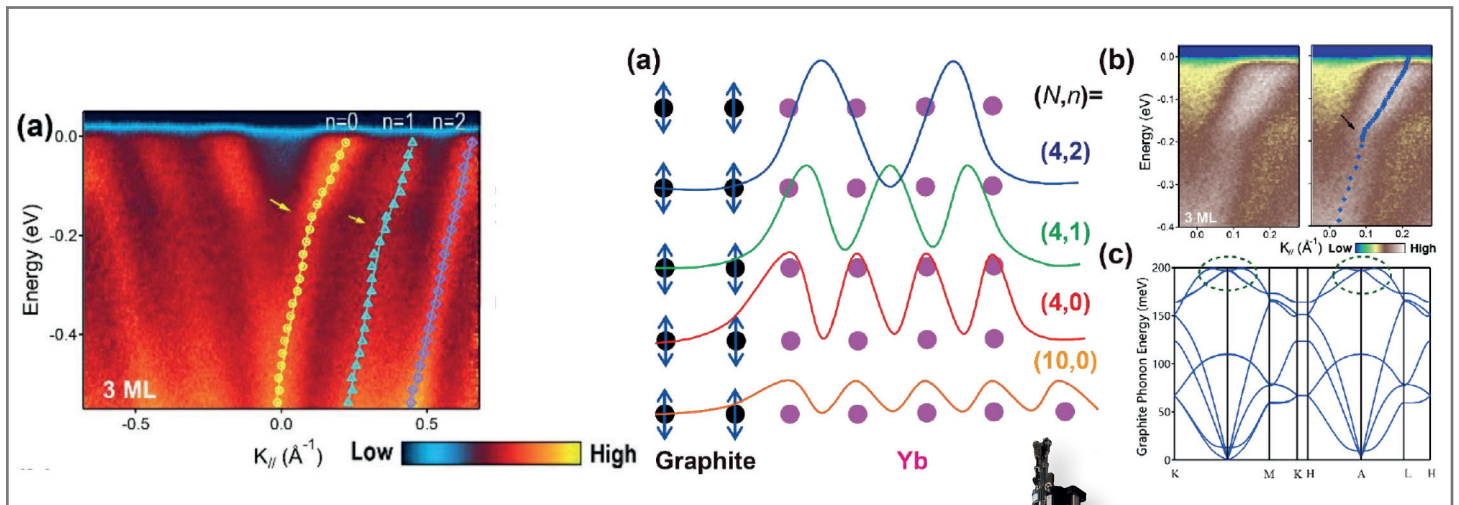 (a)
n=0 n=1 n=2
0.0
-0.2
-0.4
Energy (eV)
3 ML
-0.5 0.0 0.5
K// (Å⁻¹) Low High
(a)
(N,n)=
(4,2)
(4,1)
(4,0)
(10,0)
Graphite Yb
(b)
0.0
-0.1
-0.2
-0.3
-0.4
Energy (eV)
3 ML
0.0 0.1 0.2 0.0 0.1 0.2
K// (Å⁻¹) Low High
(c)
200
150
100
50
0
Graphite Phonon Energy (meV)
K M K H A L H